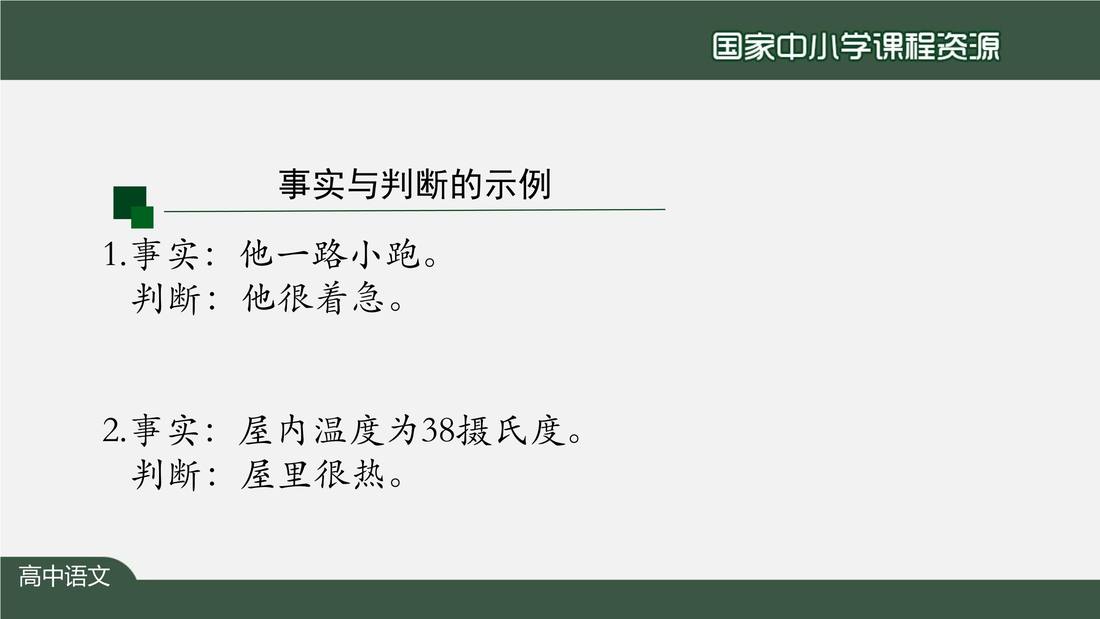 国家中小学课程资源
事实与判断的示例
1.事实：他一路小跑。
判断：他很着急。
2.事实：屋内温度为38摄氏度。
判断：屋里很热。
高中语文